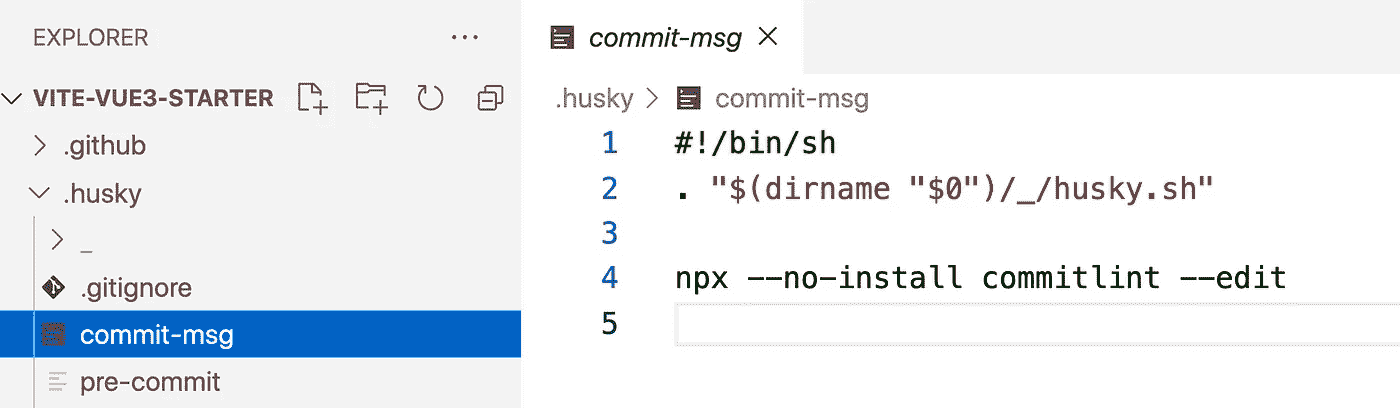 EXPLORER ...
VITE-VUE3-STARTER
.github
.husky
_
.gitignore
commit-msg
pre-commit
commit-msg
.husky > commit-msg
1 #!/bin/sh
2 . "$(dirname "$0")/_/husky.sh"
3
4 npx --no-install commitlint --edit
5